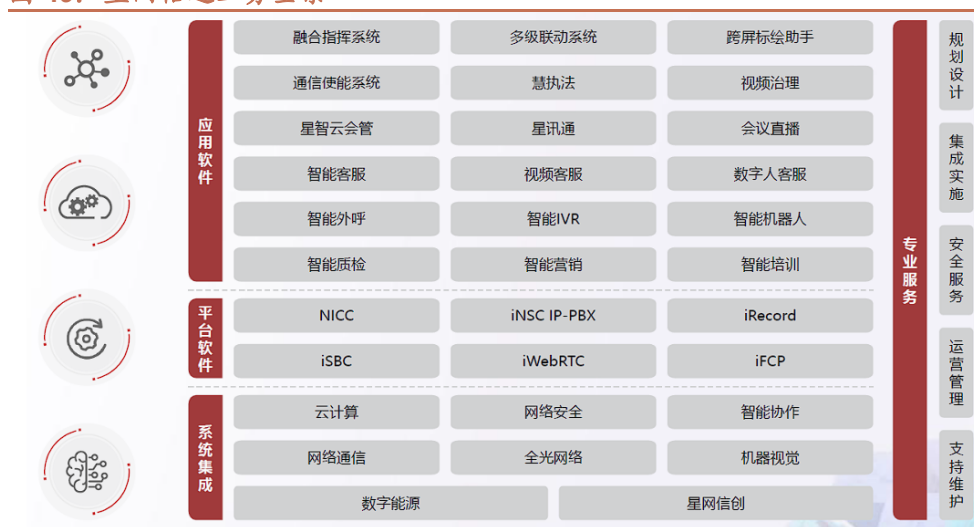 应用软件
融合指挥系统
多级联动系统
跨屏标绘助手
通信使能系统
慧执法
视频治理
星智云会管
星讯通
会议直播
智能客服
视频客服
数字人客服
智能外呼
智能IVR
智能机器人
智能质检
智能营销
智能培训
平台软件
NICC
iNSC IP-PBX
iRecord
iSBC
iWebRTC
iFCP
系统集成
云计算
网络安全
智能协作
网络通信
全光网络
机器视觉
数字能源
星网信创
专业服务
规划设计
集成实施
安全服务
运营管理
支持维护